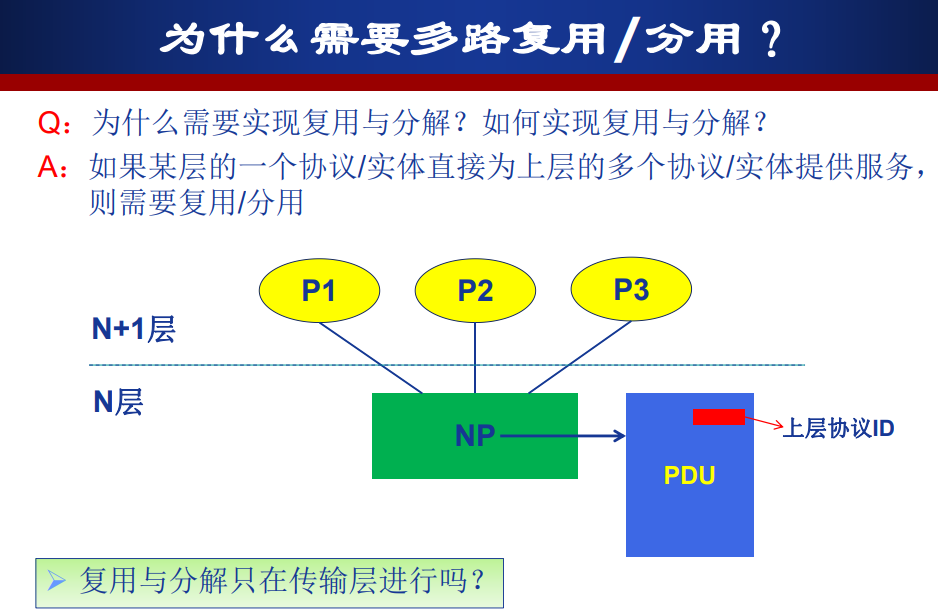 为什么需要多路复用/分用？
Q：为什么需要实现复用与分解？如何实现复用与分解？
A：如果某层的一个协议/实体直接为上层的多个协议/实体提供服务，
则需要复用/分用
P1 P2 P3
N+1层
N层
NP
上层协议ID
PDU
复用与分解只在传输层进行吗？